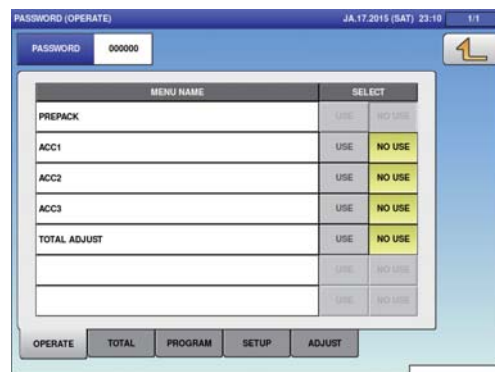 PASSWORD (OPERATE) JA.17.2015 (SAT) 23:10 1/1
PASSWORD 000000
MENU NAME SELECT
PREPACK USE NO USE
ACC1 USE NO USE
ACC2 USE NO USE
ACC3 USE NO USE
TOTAL ADJUST USE NO USE
USE NO USE
USE NO USE
OPERATE TOTAL PROGRAM SETUP ADJUST